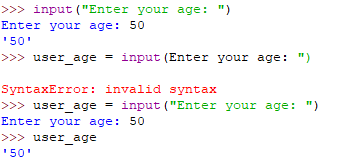 >>> input("Enter your age: ")
Enter your age: 50
'50'
>>> user_age = input(Enter your age: ")
SyntaxError: invalid syntax
>>> user_age = input("Enter your age: ")
Enter your age: 50
>>> user_age
'50'